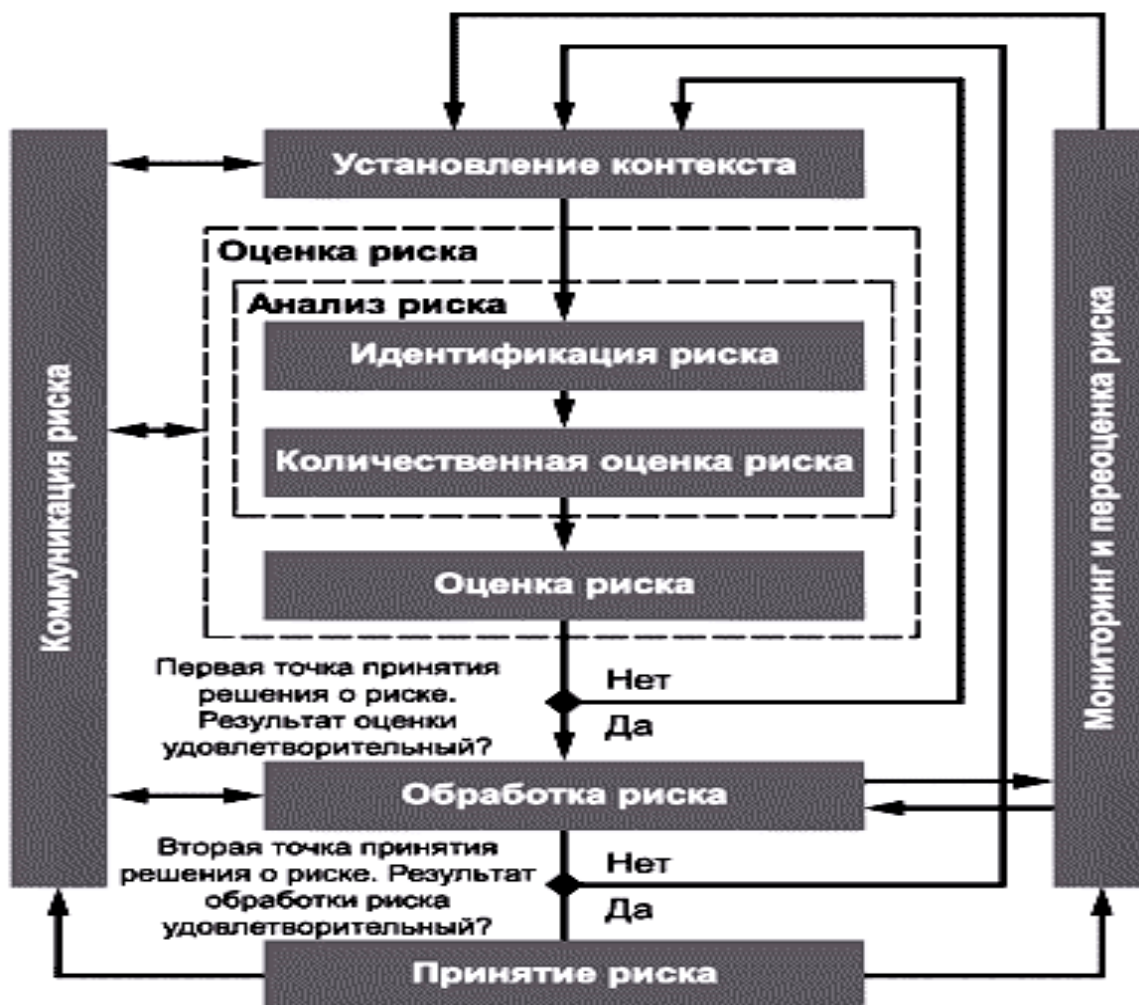 Установление контекста
Оценка риска
Анализ риска
Идентификация риска
Количественная оценка риска
Оценка риска
Первая точка принятия
решения о риске.
Результат оценки
удовлетворительный?
Нет
Да
Обработка риска
Вторая точка принятия
решения о риске. Результат
обработки риска
удовлетворительный?
Нет
Да
Принятие риска
Коммуникация риска
Мониторинг и переоценка риска